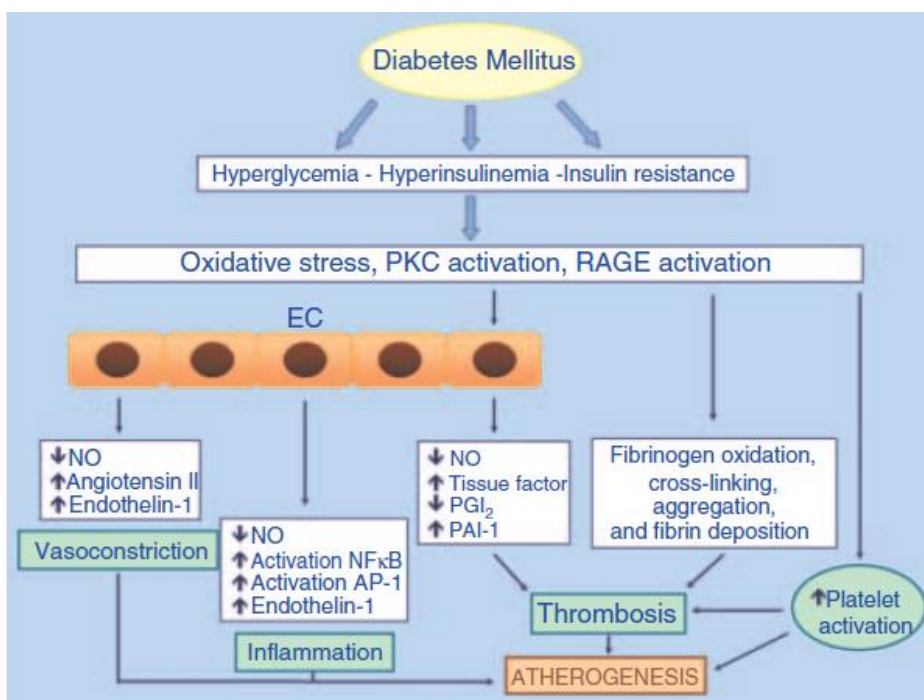 Diabetes Mellitus
Hyperglycemia - Hyperinsulinemia -Insulin resistance
Oxidative stress, PKC activation, RAGE activation
EC
↓NO
↑Angiotensin II
↑Endothelin-1
Vasoconstriction
↓NO
↑Activation NFκB
↑Activation AP-1
↑Endothelin-1
Inflammation
↓NO
↑Tissue factor
↓PGI₂
↑PAI-1
Fibrinogen oxidation,
cross-linking,
aggregation,
and fibrin deposition
Thrombosis
↑Platelet
activation
ATHEROGENESIS